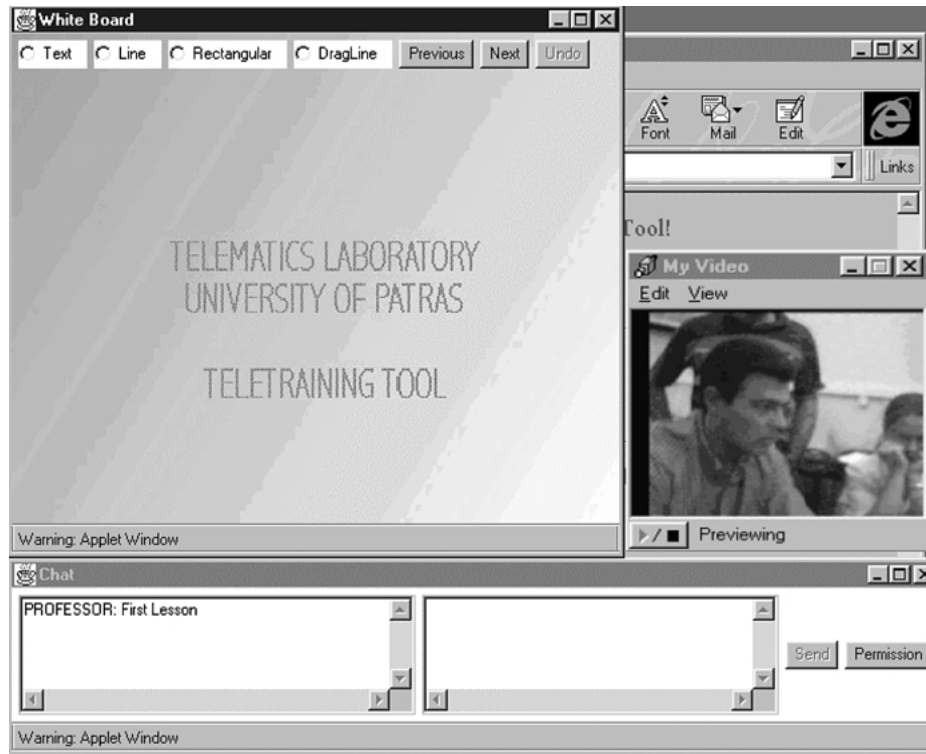 White Board
Text Line Rectangular DragLine Previous Next Undo
TELEMATICS LABORATORY
UNIVERSITY OF PATRAS
TELETRAINING TOOL
Warning: Applet Window
Font Mail Edit
Links
Tool!
My Video
Edit View
Previewing
Chat
PROFESSOR: First Lesson
Send Permission
Warning: Applet Window